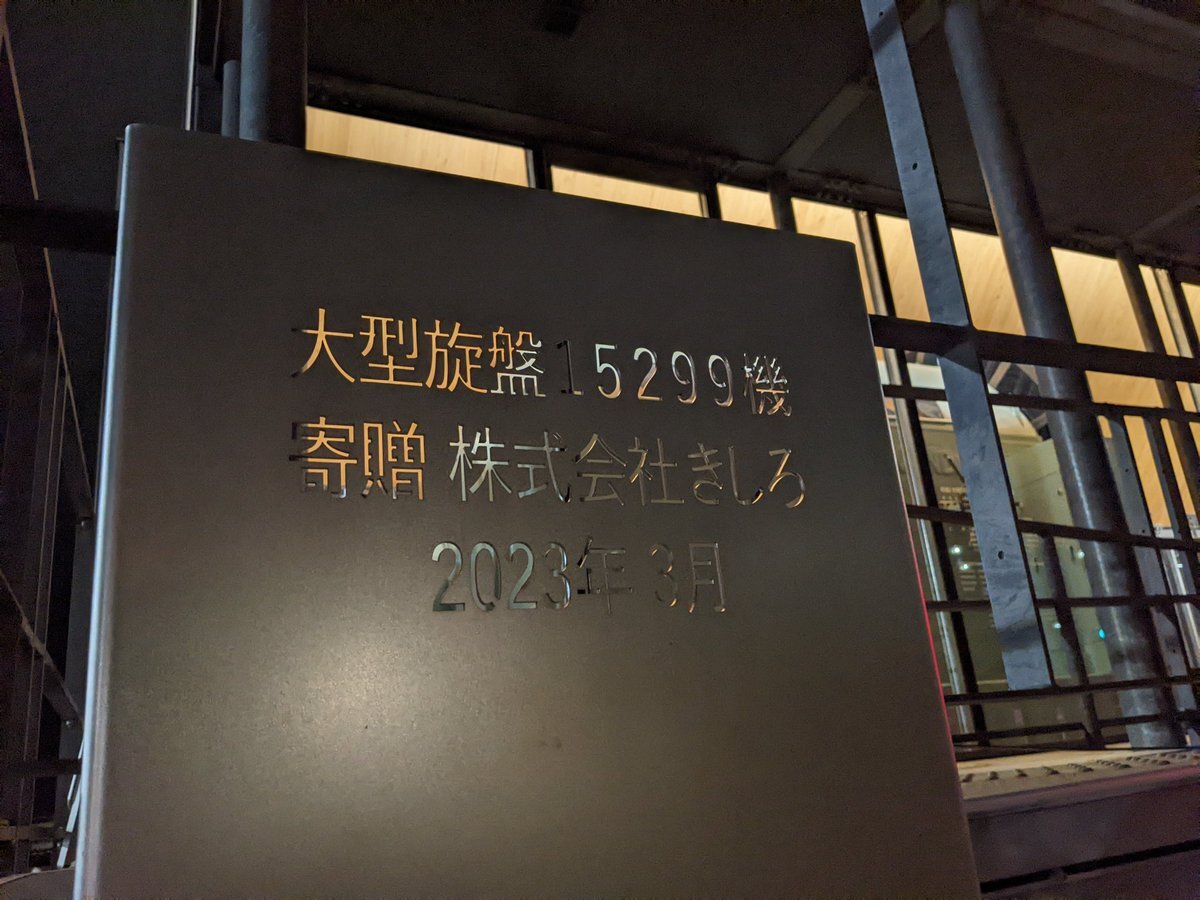 大型旋盤15299機
寄贈 株式会社きしろ
2023年 3月